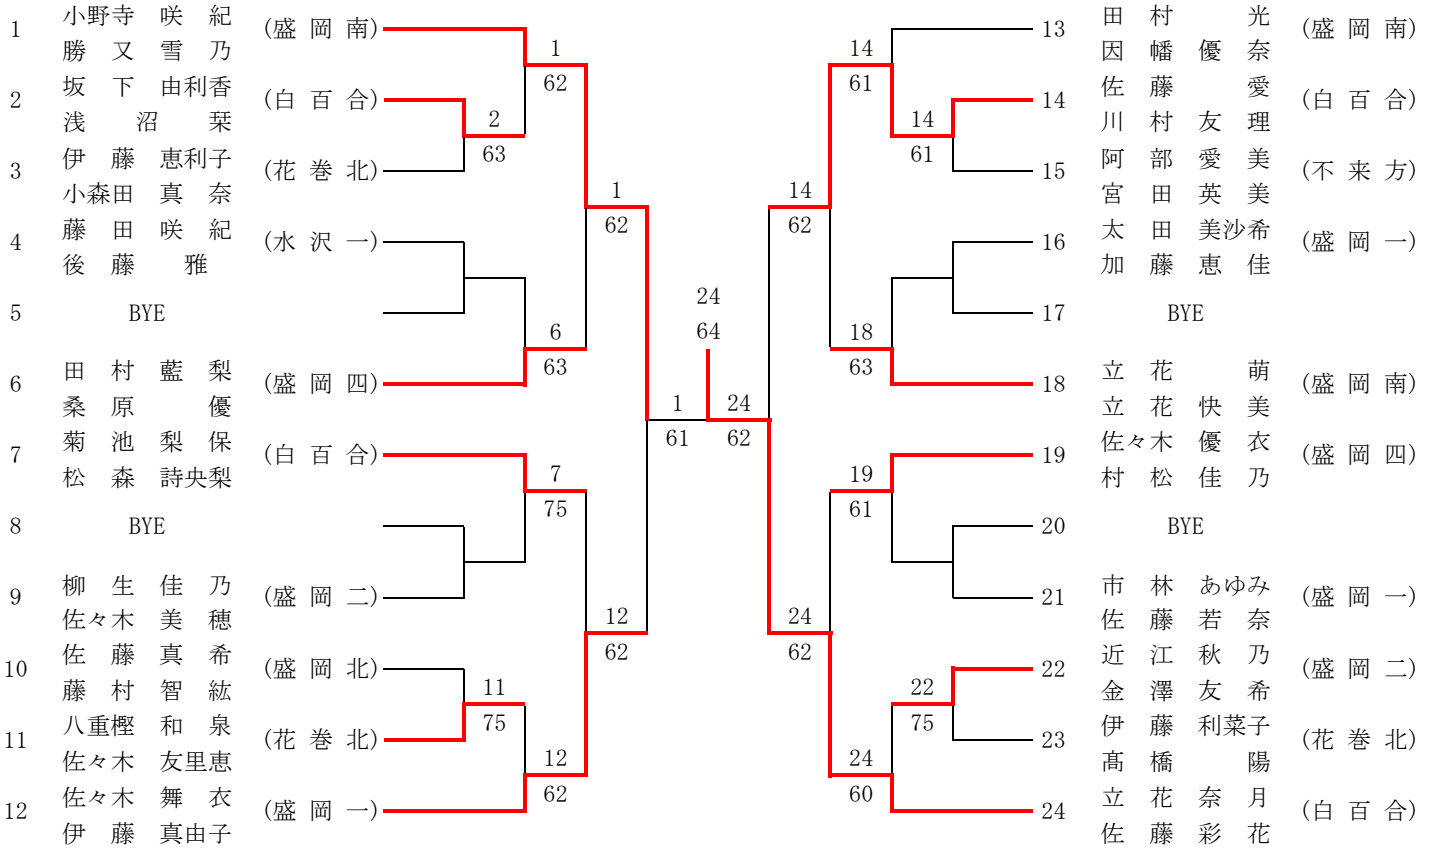 1 小野寺 咲 紀 (盛 岡 南)
勝 又 雪 乃
2 坂 下 由利香 (白 百 合)
浅 沼 栞
3 伊 藤 恵利子 (花 巻 北)
小森田 真 奈
4 藤 田 咲 紀 (水 沢 一)
後 藤 雅
5 BYE
6 田 村 藍 梨 (盛 岡 四)
桑 原 優
7 菊 池 梨 保 (白 百 合)
松 森 詩央梨
8 BYE
9 柳 生 佳 乃 (盛 岡 二)
佐々木 美 穂
10 佐 藤 真 希 (盛 岡 北)
藤 村 智 紘
11 八重樫 和 泉 (花 巻 北)
佐々木 友里恵
12 佐々木 舞 衣 (盛 岡 一)
伊 藤 真由子
2
63
11
75
1
62
6
63
7
75
12
62
1
62
12
62
1
61
24
64
24
62
14
62
24
62
14
61
18
63
19
61
24
60
14
61
22
75
13 田 村 光 (盛 岡 南)
因 幡 優 奈
14 佐 藤 愛 (白 百 合)
川 村 友 理
15 阿 部 愛 美 (不 来 方)
宮 田 英 美
16 太 田 美沙希 (盛 岡 一)
加 藤 恵 佳
17 BYE
18 立 花 萌 (盛 岡 南)
立 花 快 美
19 佐々木 優 衣 (盛 岡 四)
村 松 佳 乃
20 BYE
21 市 林 あゆみ (盛 岡 一)
佐 藤 若 奈
22 近 江 秋 乃 (盛 岡 二)
金 澤 友 希
23 伊 藤 利菜子 (花 巻 北)
髙 橋 陽
24 立 花 奈 月 (白 百 合)
佐 藤 彩 花